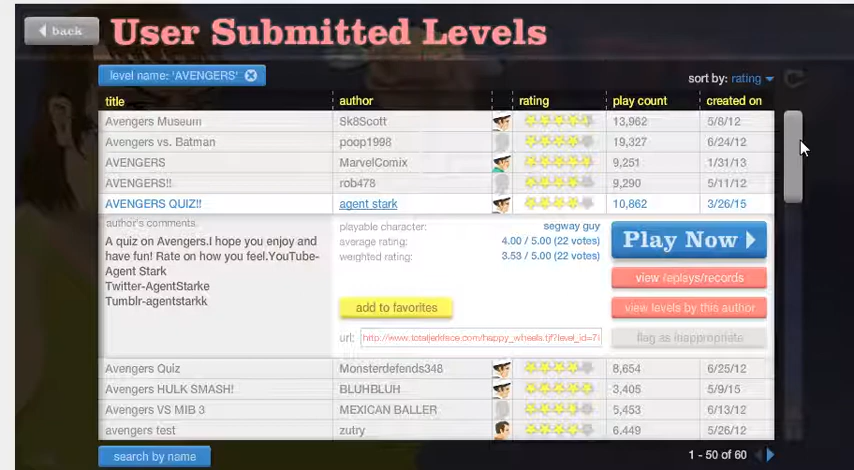 back
User Submitted Levels
level name: 'AVENGERS'
sort by: rating
title author rating play count created on
Avengers Museum Sk8Scott 13,962 5/8/12
Avengers vs. Batman poop1998 19,327 6/24/12
AVENGERS MarvelComix 9,251 1/31/13
AVENGERS!! rob478 9,290 5/11/12
AVENGERS QUIZ!! agent stark 10,862 3/26/15
author's comments:
A quiz on Avengers.I hope you enjoy and
have fun! Rate on how you feel.YouTube-
Agent Stark
Twitter-AgentStarke
Tumblr-agentstarkk
playable character: segway guy
average rating: 4.00 / 5.00 (22 votes)
weighted rating: 3.53 / 5.00 (22 votes)
add to favorites
url: http://www.totaljerkface.com/happy_wheels.tjf?level_id=7
Play Now
view replays/records
view levels by this author
flag as inappropriate
Avengers Quiz Monsterdefends348 8,654 6/25/12
Avengers HULK SMASH! BLUHBLUH 3,405 5/9/15
Avengers VS MIB 3 MEXICAN BALLER 5,453 6/13/12
avengers test zutry 6,449 5/26/12
search by name
1 - 50 of 60